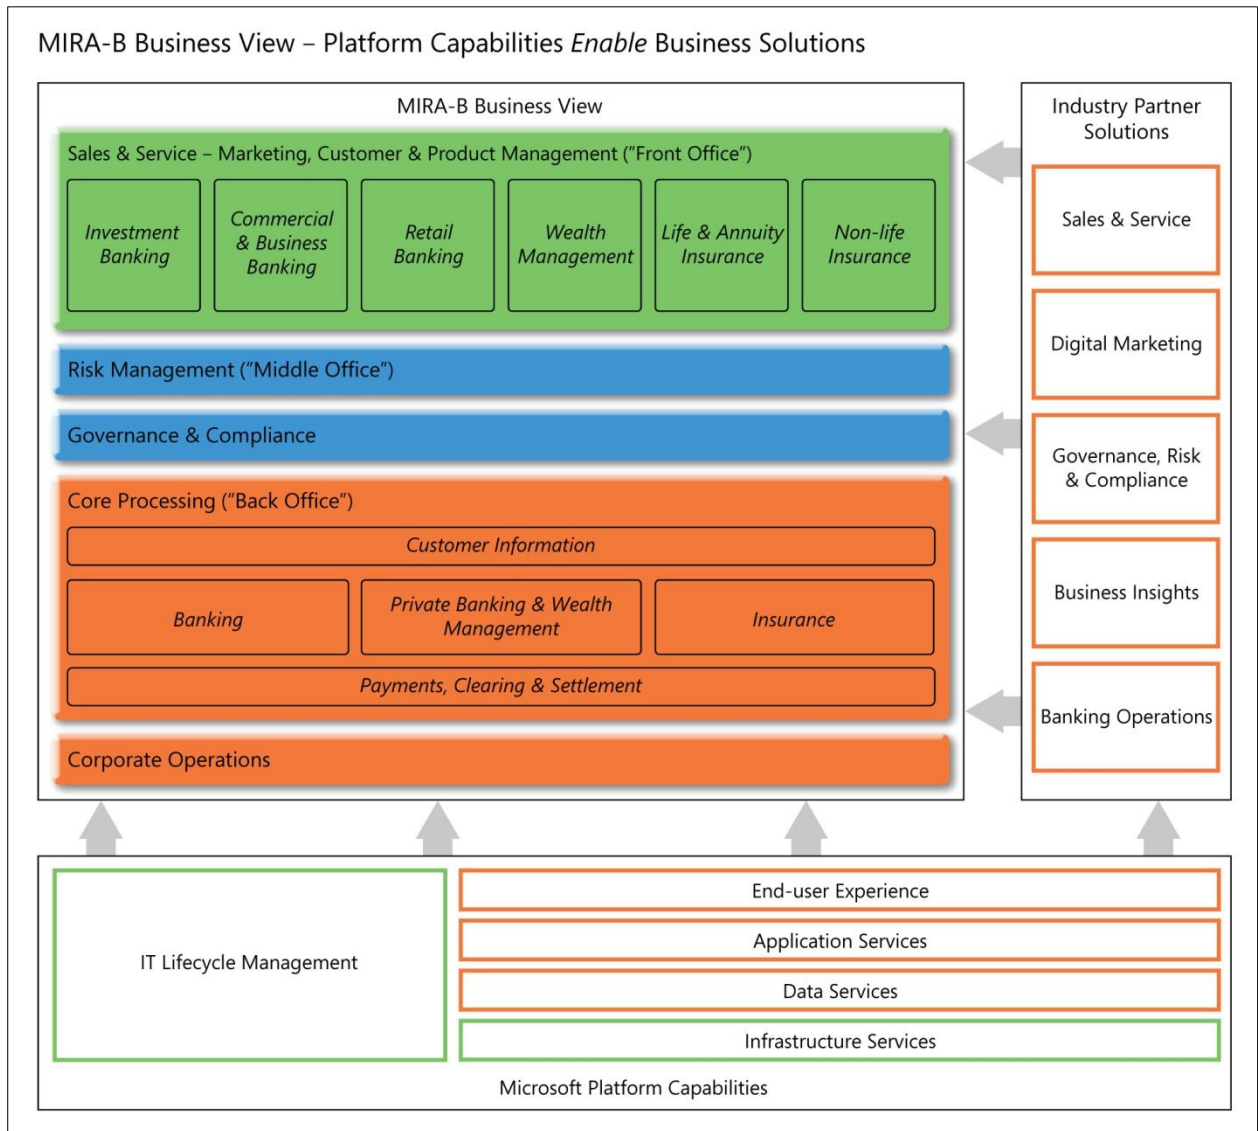 MIRA-B Business View – Platform Capabilities Enable Business Solutions
MIRA-B Business View
Sales & Service – Marketing, Customer & Product Management ("Front Office")
Investment
Banking
Commercial
& Business
Banking
Retail
Banking
Wealth
Management
Life & Annuity
Insurance
Non-life
Insurance
Risk Management ("Middle Office")
Governance & Compliance
Core Processing ("Back Office")
Customer Information
Banking
Private Banking & Wealth
Management
Insurance
Payments, Clearing & Settlement
Corporate Operations
Industry Partner
Solutions
Sales & Service
Digital Marketing
Governance, Risk
& Compliance
Business Insights
Banking Operations
IT Lifecycle Management
End-user Experience
Application Services
Data Services
Infrastructure Services
Microsoft Platform Capabilities